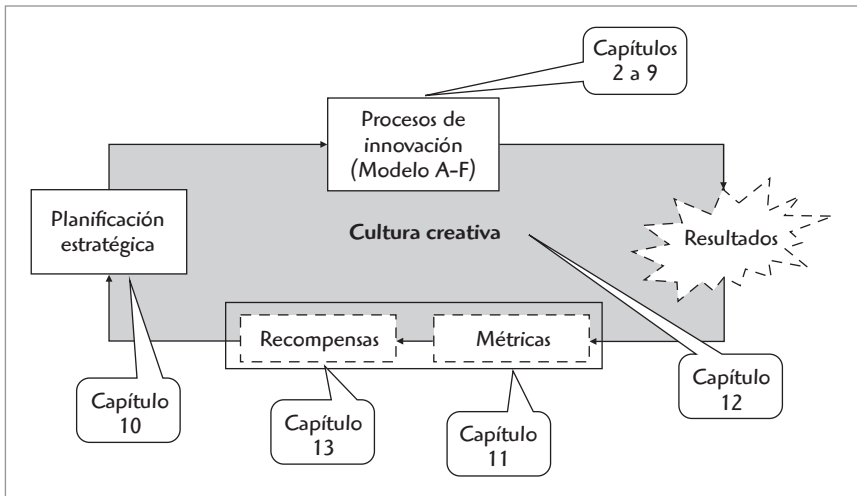 Capítulos
2 a 9
Procesos de
innovación
(Modelo A-F)
Planificación
estratégica
Cultura creativa
Resultados
Recompensas
Métricas
Capítulo
10
Capítulo
13
Capítulo
11
Capítulo
12